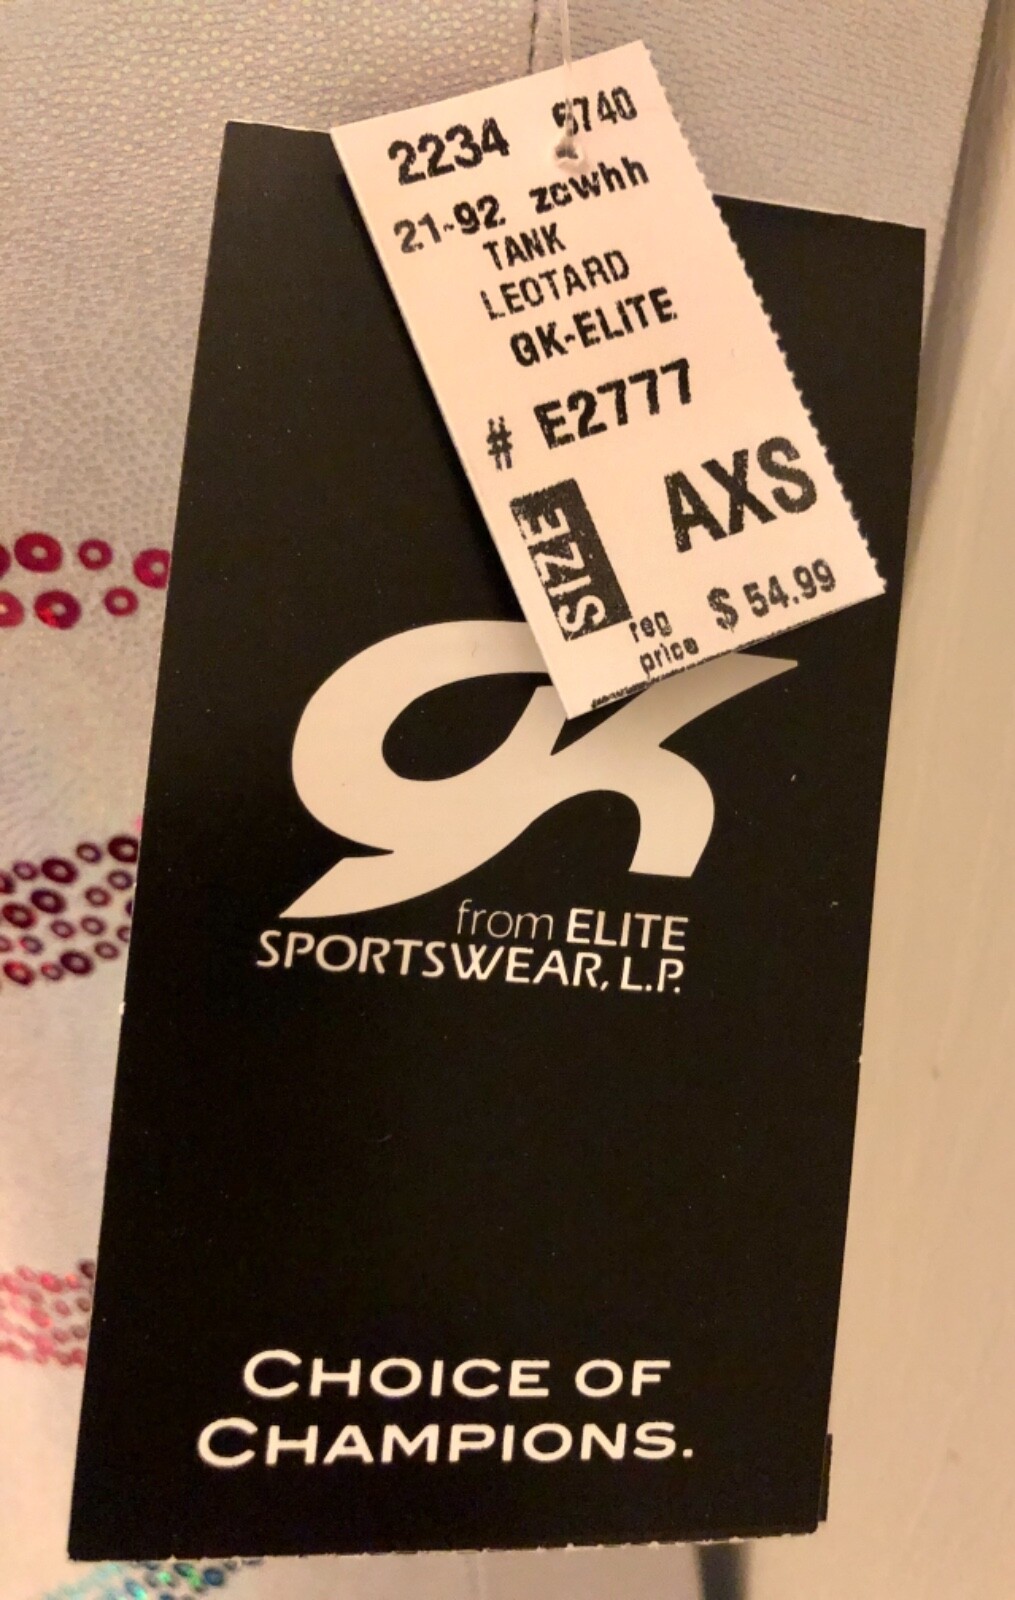 2234 5740
21-92 zcwhh
TANK
LEOTARD
GK-ELITE
# E2777
SIZE AXS
reg price $ 54.99
GK
from ELITE
SPORTSWEAR, L.P.
CHOICE OF
CHAMPIONS.